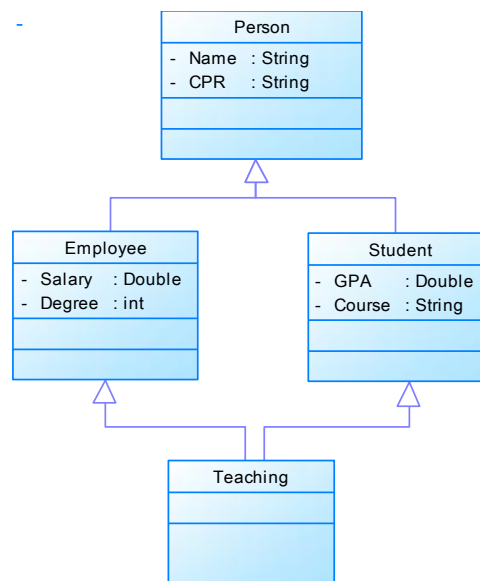 -
Person
- Name : String
- CPR : String
Employee
- Salary : Double
- Degree : int
Student
- GPA : Double
- Course : String
Teaching